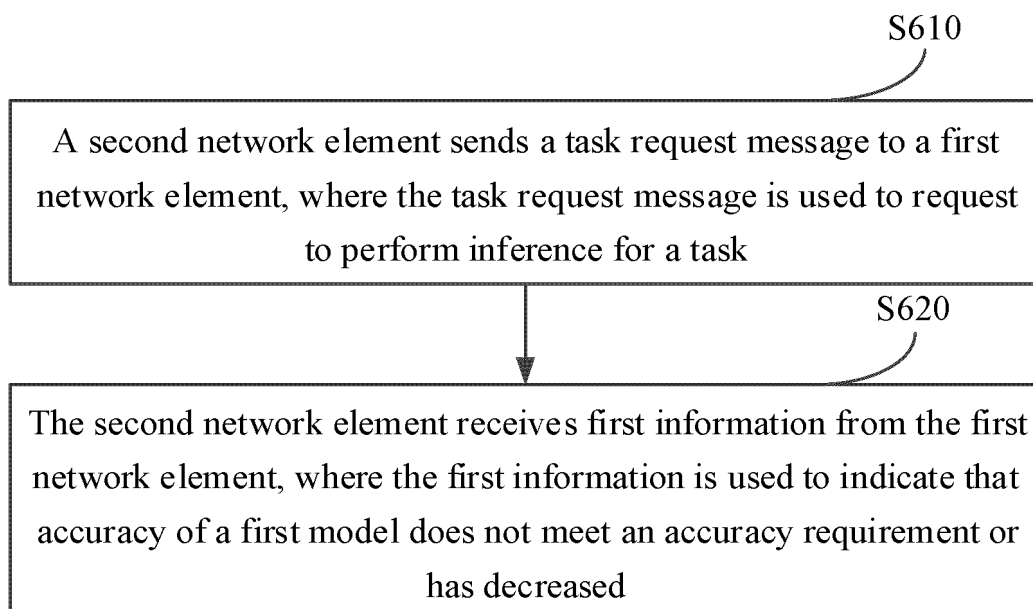 S610
A second network element sends a task request message to a first
network element, where the task request message is used to request
to perform inference for a task
S620
The second network element receives first information from the first
network element, where the first information is used to indicate that
accuracy of a first model does not meet an accuracy requirement or
has decreased